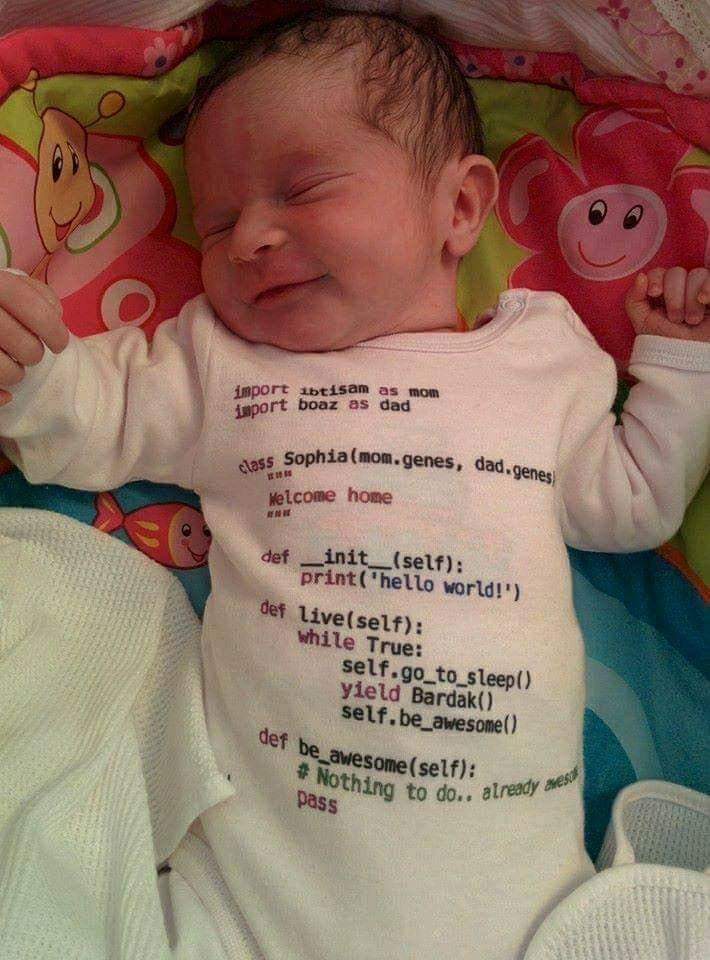 import ibtisam as mom
import boaz as dad
class Sophia(mom.genes, dad.genes)
"""
Welcome home
"""
def __init__(self):
print('hello world!')
def live(self):
while True:
self.go_to_sleep()
yield Bardak()
self.be_awesome()
def be_awesome(self):
# Nothing to do.. already
pass